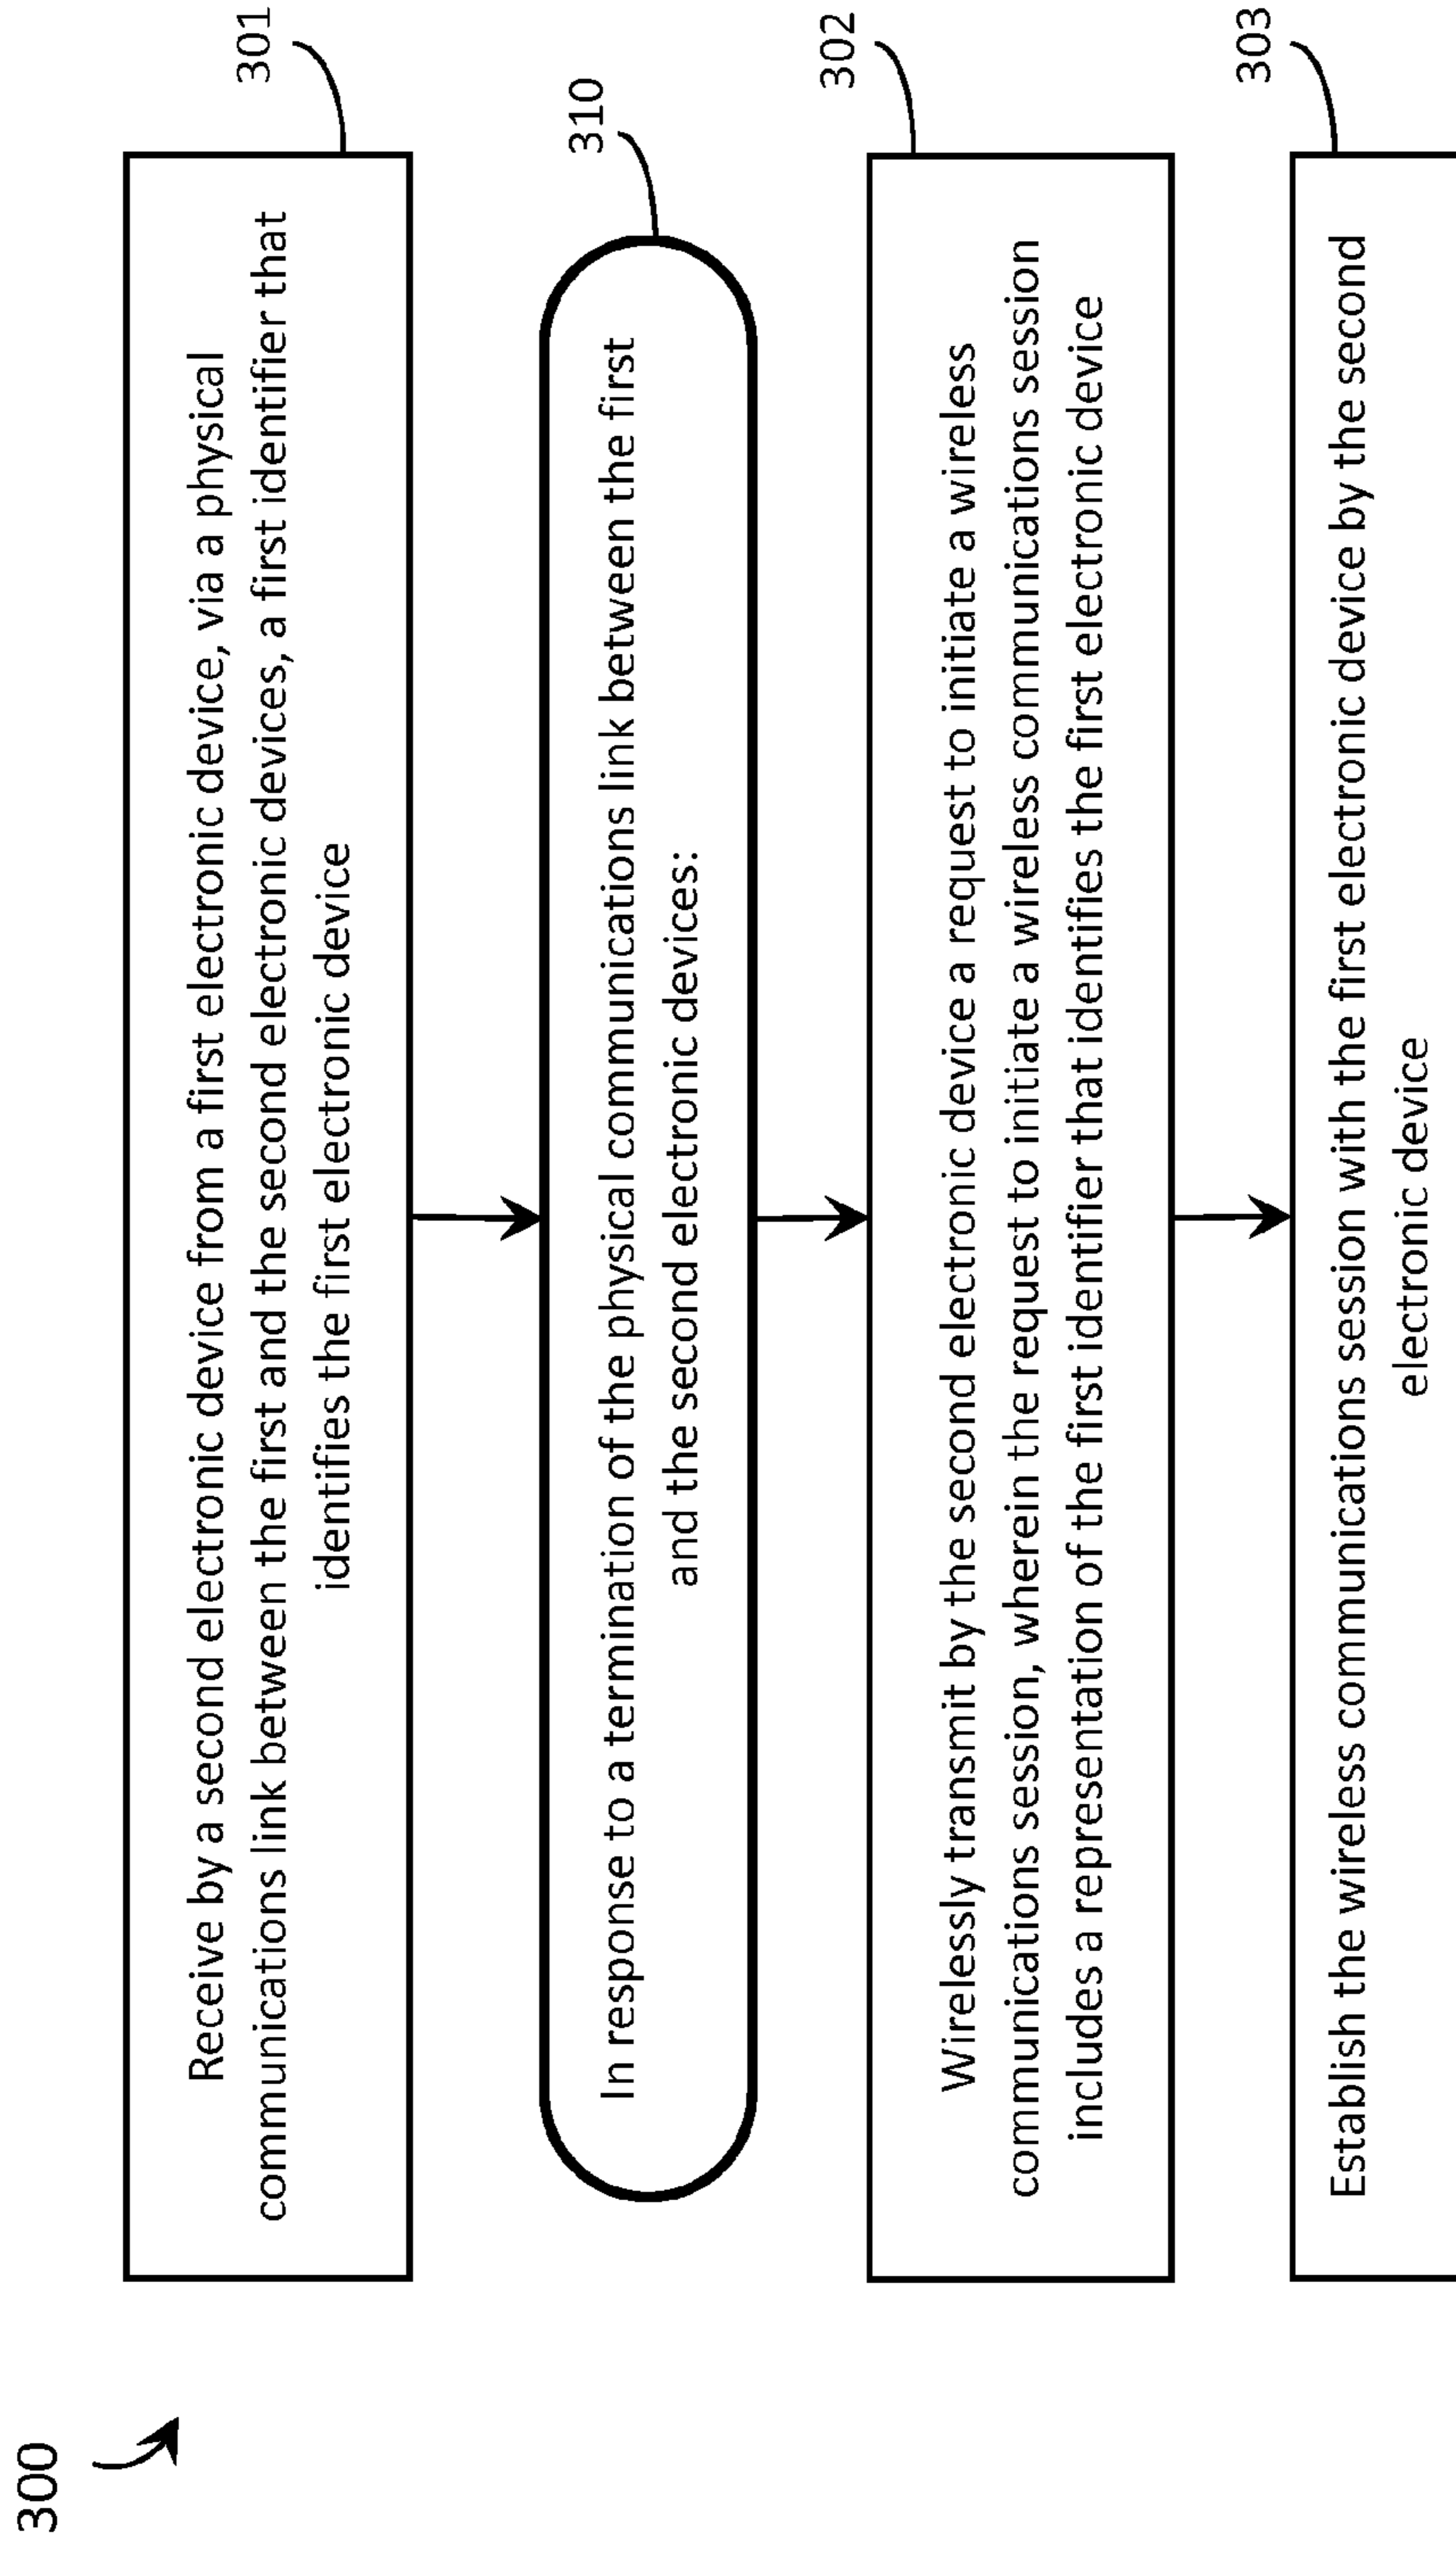 300
Receive by a second electronic device from a first electronic device, via a physical
communications link between the first and the second electronic devices, a first identifier that
identifies the first electronic device
301
In response to a termination of the physical communications link between the first
and the second electronic devices:
310
Wirelessly transmit by the second electronic device a request to initiate a wireless
communications session, wherein the request to initiate a wireless communications session
includes a representation of the first identifier that identifies the first electronic device
302
Establish the wireless communications session with the first electronic device by the second
electronic device
303